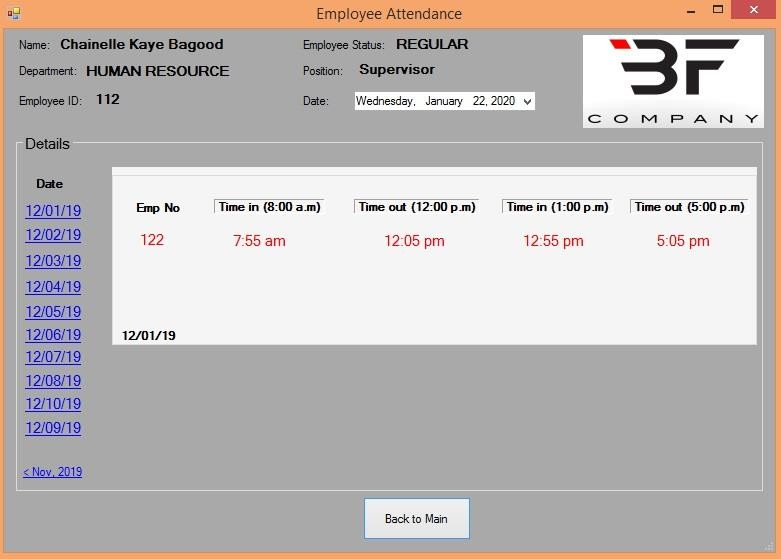 Employee Attendance
Name: Chainelle Kaye Bagood Employee Status: REGULAR
Department: HUMAN RESOURCE Position: Supervisor
Employee ID: 112 Date: Wednesday, January 22, 2020
BF
COMPANY
Details
Date
Emp No Time in (8:00 a.m) Time out (12:00 p.m) Time in (1:00 p.m) Time out (5:00 p.m)
122 7:55 am 12:05 pm 12:55 pm 5:05 pm
12/01/19
12/01/19
12/02/19
12/03/19
12/04/19
12/05/19
12/06/19
12/07/19
12/08/19
12/10/19
12/09/19
< Nov, 2019
Back to Main